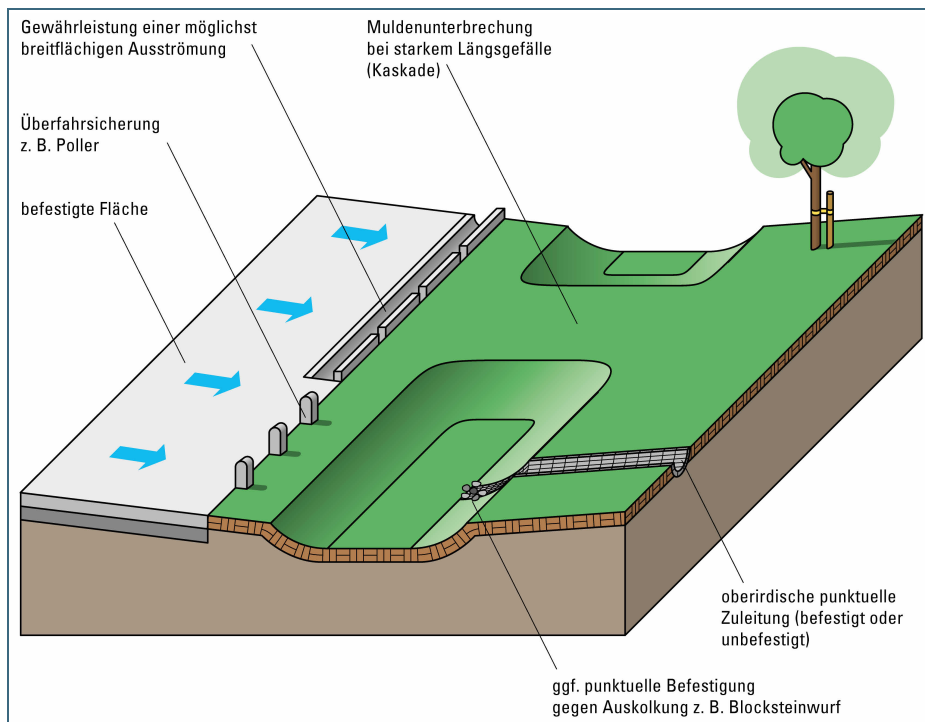 Gewährleistung einer möglichst
breitflächigen Ausströmung
Muldenunterbrechung
bei starkem Längsgefälle
(Kaskade)
Überfahrsicherung
z. B. Poller
befestigte Fläche
oberirdische punktuelle
Zuleitung (befestigt oder
unbefestigt)
ggf. punktuelle Befestigung
gegen Auskolkung z. B. Blocksteinwurf